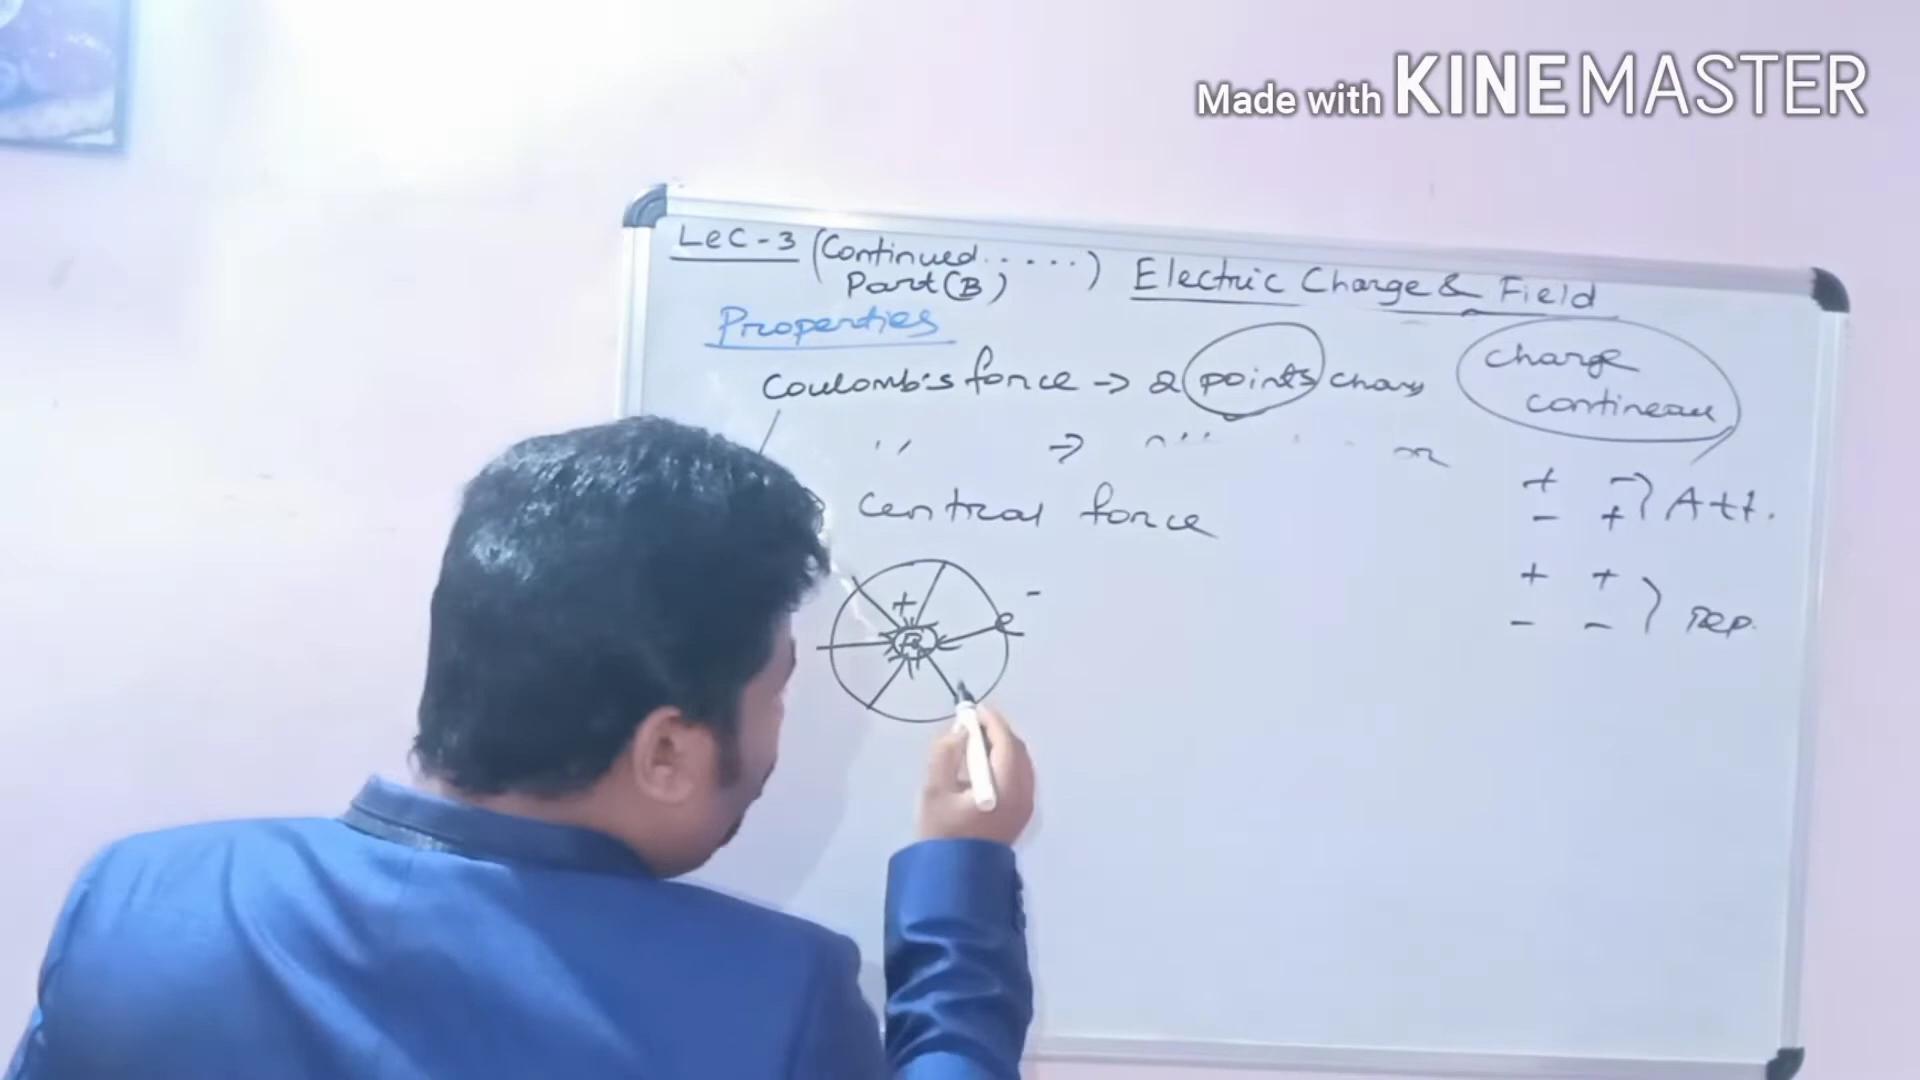 Made with KINEMASTER
Lec-3 (Continued.....) Electric Charge & Field
Part(B)
Properties
Coulomb's force → 2 points charg
charge
contineau
" →
central force
+ -
- + } Att.
+ +
- - } rep.
+
e -